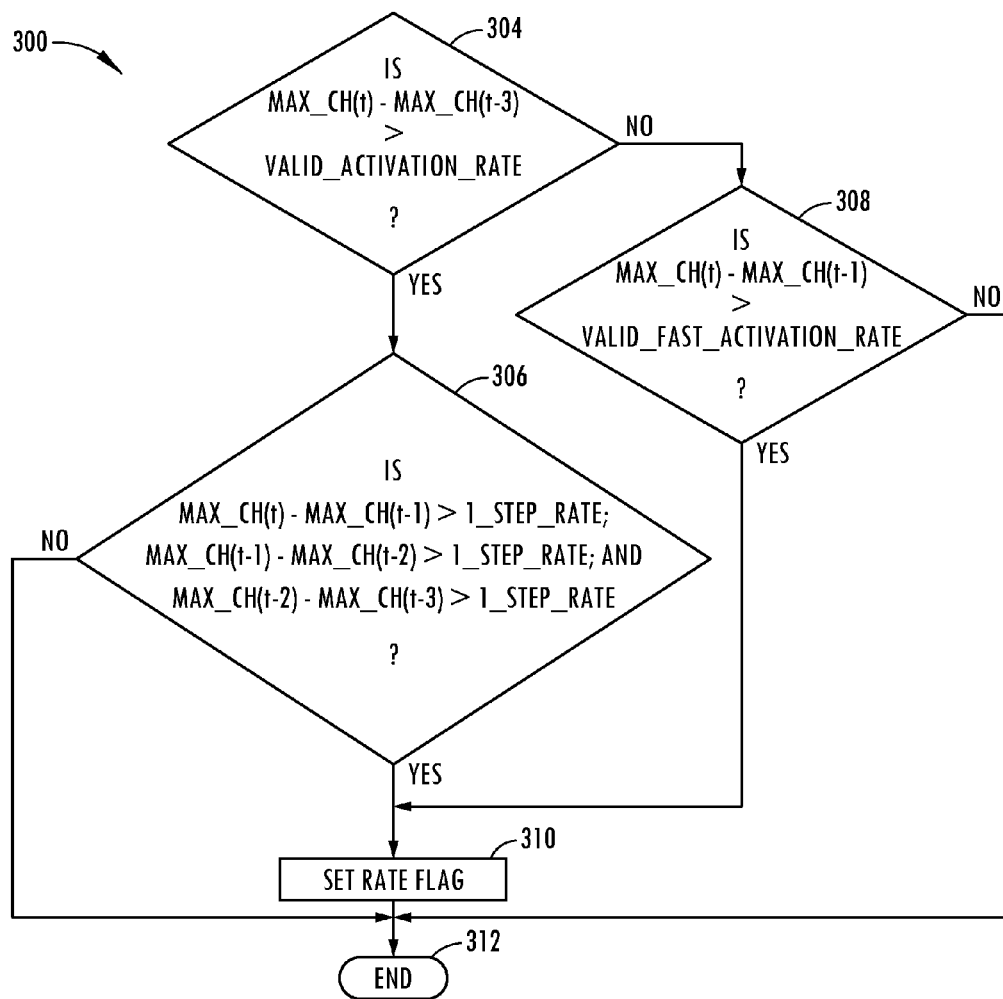 300
304
IS
MAX_CH(t) - MAX_CH(t-3)
>
VALID_ACTIVATION_RATE
?
NO
YES
308
IS
MAX_CH(t) - MAX_CH(t-1)
>
VALID_FAST_ACTIVATION_RATE
?
NO
YES
306
IS
MAX_CH(t) - MAX_CH(t-1) > 1_STEP_RATE;
MAX_CH(t-1) - MAX_CH(t-2) > 1_STEP_RATE; AND
MAX_CH(t-2) - MAX_CH(t-3) > 1_STEP_RATE
?
NO
YES
310
SET RATE FLAG
312
END